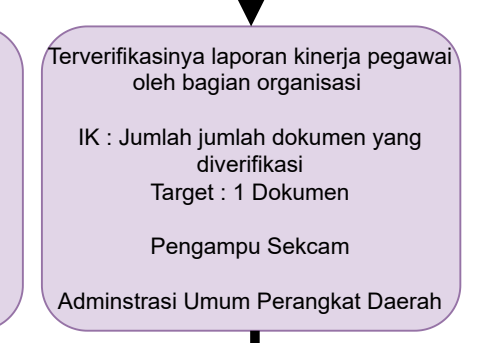 Terverifikasinya laporan kinerja pegawai
oleh bagian organisasi
IK : Jumlah jumlah dokumen yang
diverifikasi
Target : 1 Dokumen
Pengampu Sekcam
Adminstrasi Umum Perangkat Daerah